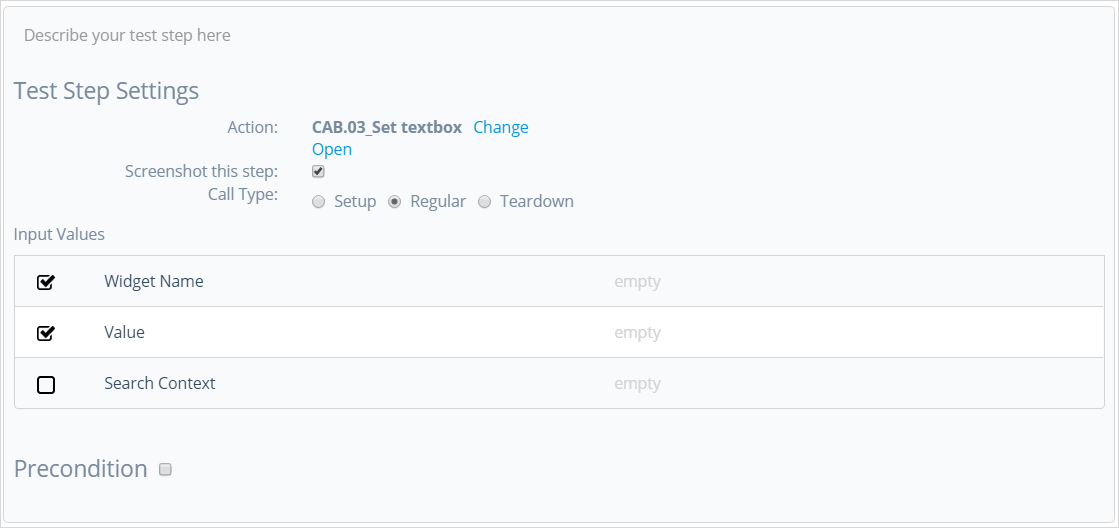 Describe your test step here
Test Step Settings
Action: CAB.03_Set textbox Change
Open
Screenshot this step:
Call Type: Setup Regular Teardown
Input Values
Widget Name empty
Value empty
Search Context empty
Precondition